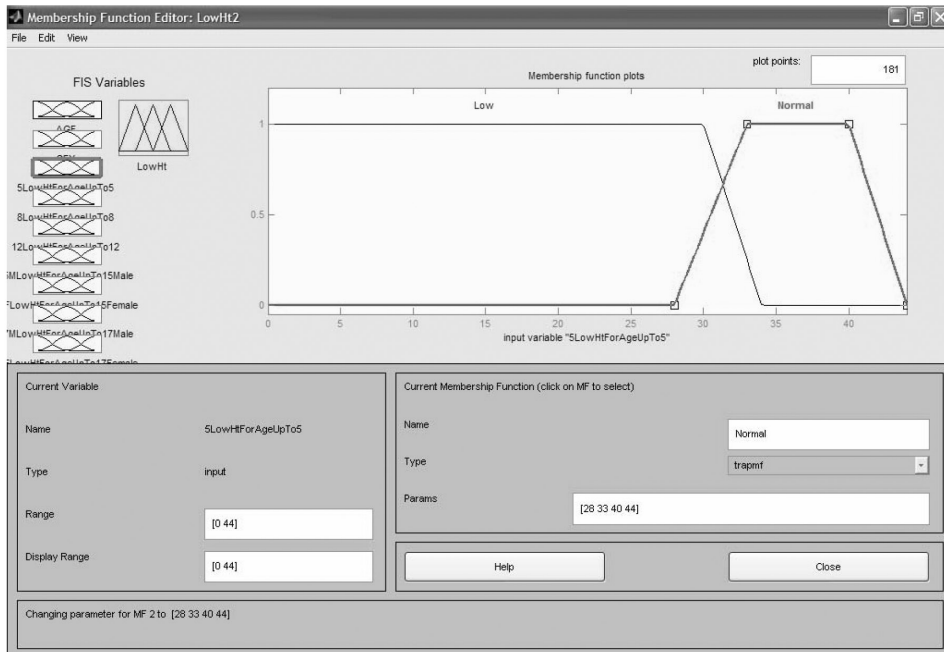 Membership Function Editor: LowHt2
File Edit View
FIS Variables
AGE
LowHt
5LowHtForAgeUpTo5
8LowHtForAgeUpTo8
12LowHtForAgeUpTo12
MLowHtForAgeUpTo15Male
FLowHtForAgeUpTo15Female
MLowHtForAgeUpTo17Male
plot points: 181
Membership function plots
Low Normal
1
0.5
0
0 5 10 15 20 25 30 35 40
input variable "5LowHtForAgeUpTo5"
Current Variable
Name 5LowHtForAgeUpTo5
Type input
Range [0 44]
Display Range [0 44]
Current Membership Function (click on MF to select)
Name Normal
Type trapmf
Params [28 33 40 44]
Help Close
Changing parameter for MF 2 to [28 33 40 44]